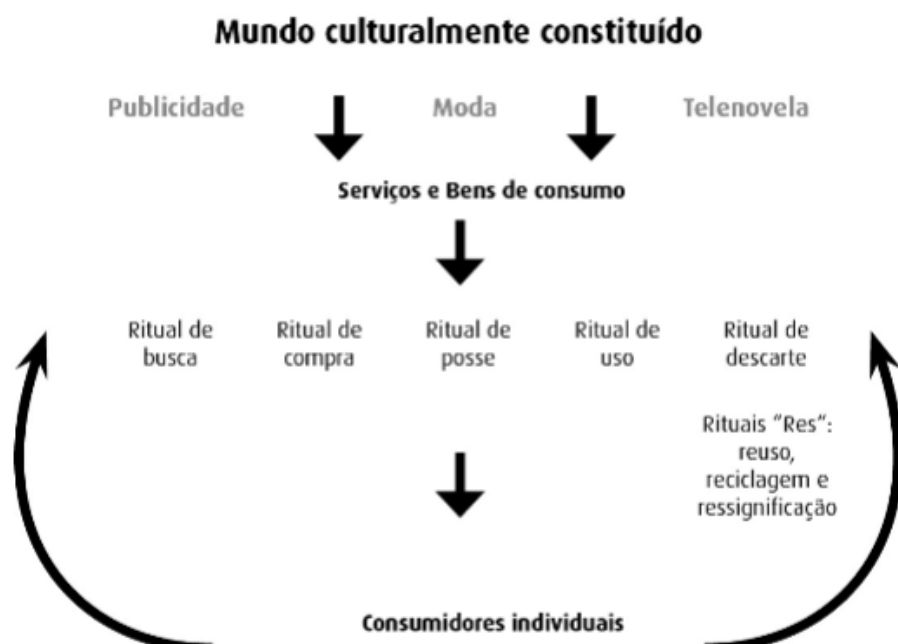 Mundo culturalmente constituído
Publicidade Moda Telenovela
Serviços e Bens de consumo
Ritual de busca
Ritual de compra
Ritual de posse
Ritual de uso
Ritual de descarte
Rituais “Res“:
reuso,
reciclagem e
ressignificação
Consumidores individuais